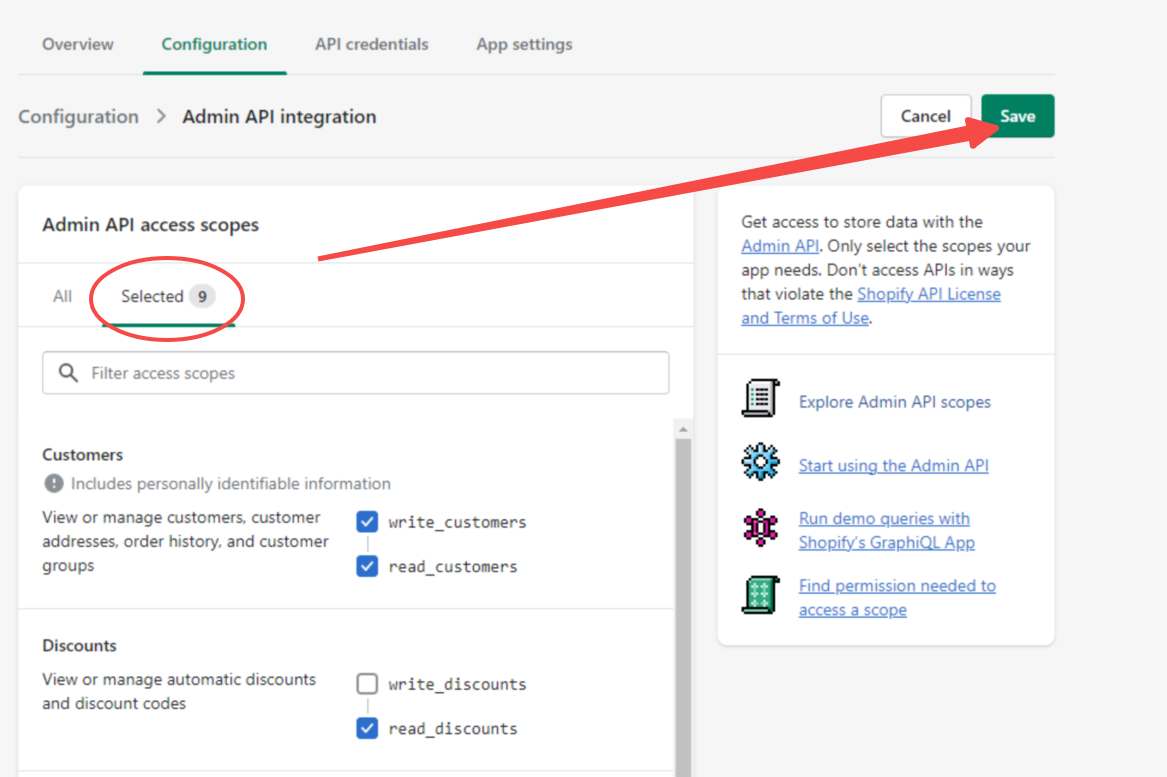 Overview
Configuration
API credentials
App settings
Configuration
Admin API integration
Cancel
Save
Admin API access scopes
All
Selected 9
Filter access scopes
Customers
Includes personally identifiable information
View or manage customers, customer
addresses, order history, and customer
groups
write_customers
read_customers
Discounts
View or manage automatic discounts
and discount codes
write_discounts
read_discounts
Get access to store data with the
Admin API. Only select the scopes your
app needs. Don't access APIs in ways
that violate the Shopify API License
and Terms of Use.
Explore Admin API scopes
Start using the Admin API
Run demo queries with
Shopify's GraphiQL App
Find permission needed to
access a scope